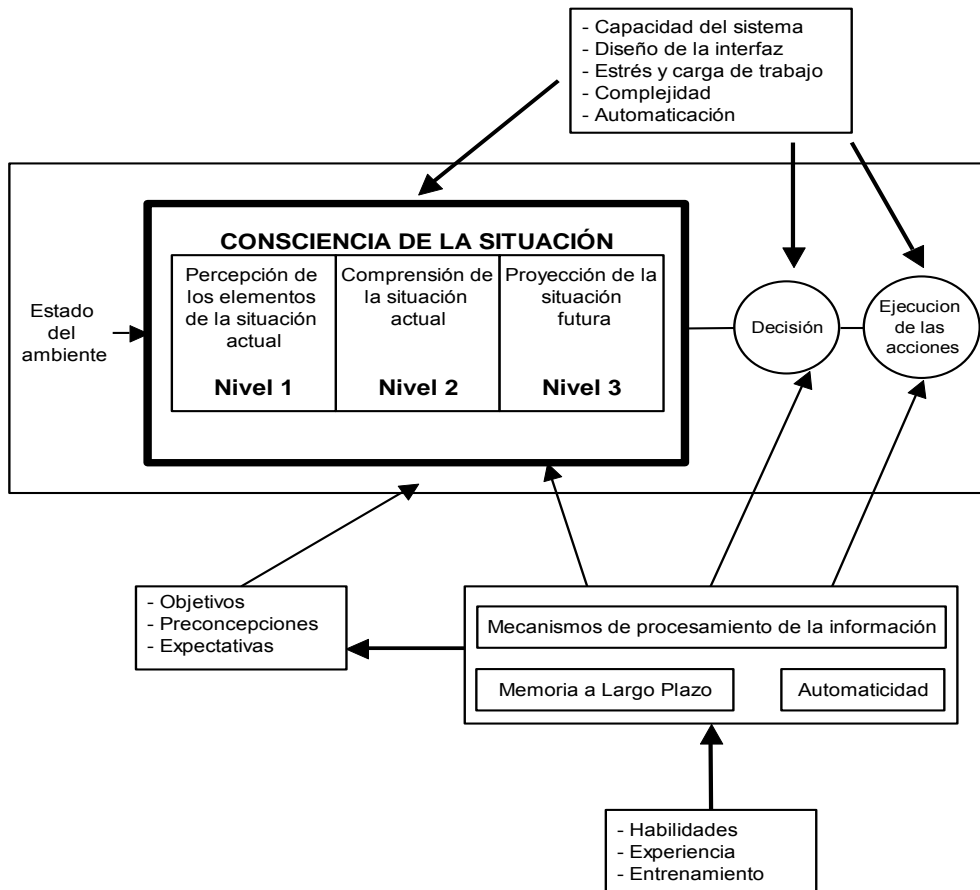 - Capacidad del sistema
- Diseño de la interfaz
- Estrés y carga de trabajo
- Complejidad
- Automaticación
CONSCIENCIA DE LA SITUACIÓN
Percepción de
los elementos
de la situación
actual
Nivel 1
Comprensión de
la situación
actual
Nivel 2
Proyección de la
situación
futura
Nivel 3
Estado
del
ambiente
Decisión
Ejecucion
de las
acciones
- Objetivos
- Preconcepciones
- Expectativas
Mecanismos de procesamiento de la información
Memoria a Largo Plazo
Automaticidad
- Habilidades
- Experiencia
- Entrenamiento